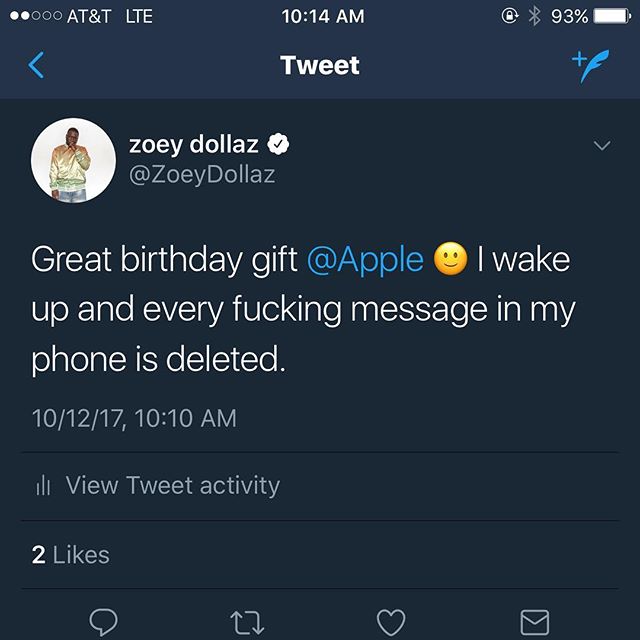 AT&T LTE 10:14 AM 93%
Tweet
zoey dollaz
@ZoeyDollaz
Great birthday gift @Apple 🙂 I wake
up and every fucking message in my
phone is deleted.
10/12/17, 10:10 AM
View Tweet activity
2 Likes